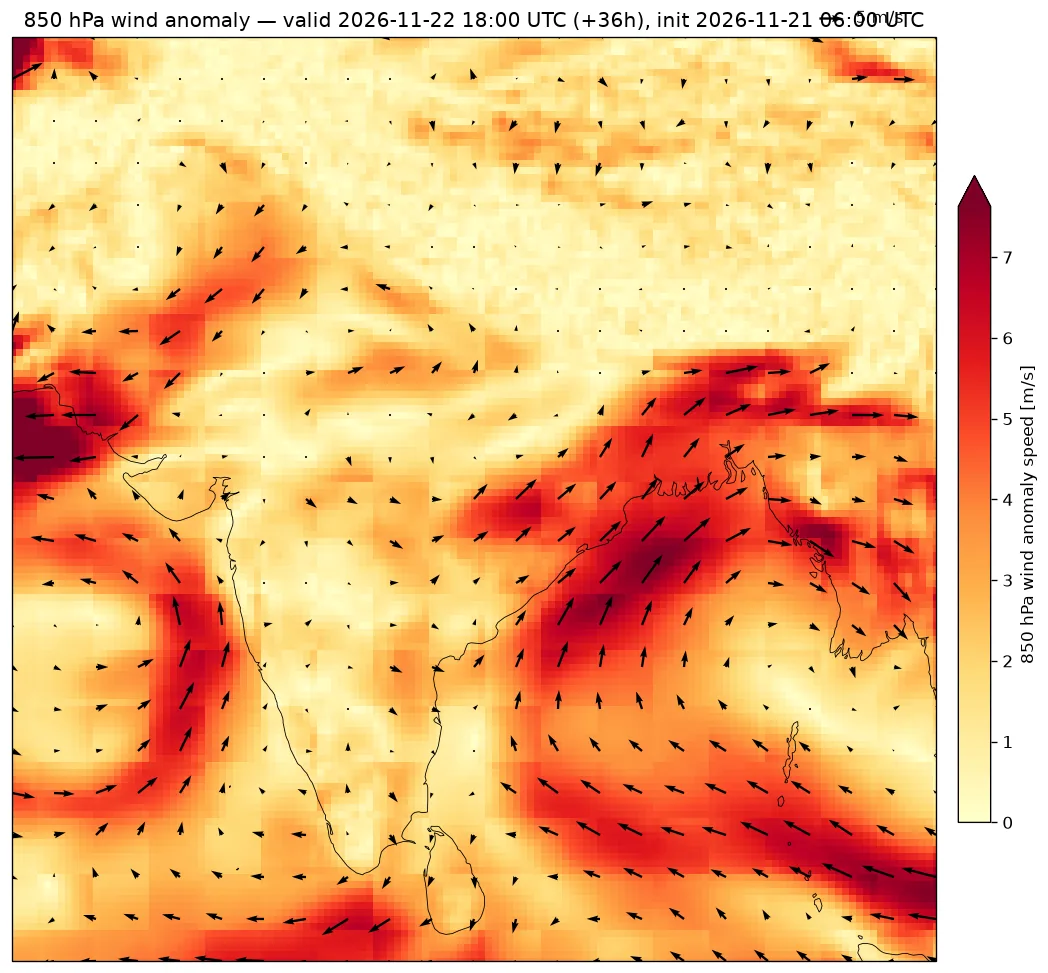 850 hPa wind anomaly — valid 2026-11-22 18:00 UTC (+36h), init 2026-11-21 06:00 UTC
5 m/s
7
6
5
4
3
2
1
0
850 hPa wind anomaly speed [m/s]